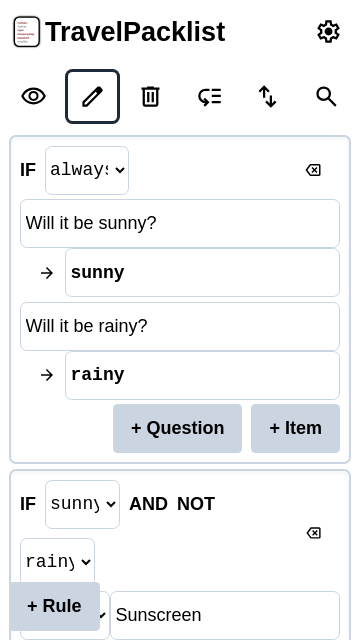 TravelPacklist
IF always
Will it be sunny?
→ sunny
Will it be rainy?
→ rainy
+ Question + Item
IF sunny AND NOT
rainy
+ Rule
Sunscreen